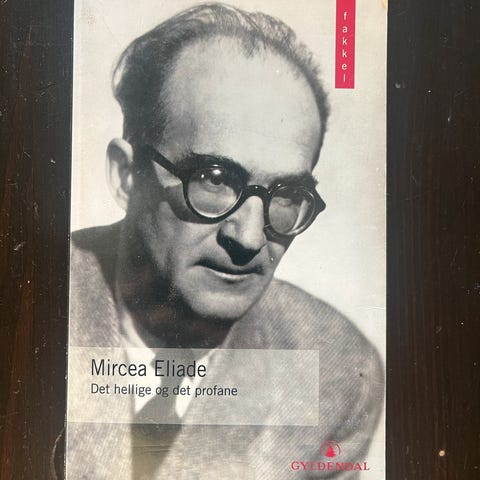 fakkel
Mircea Eliade
Det hellige og det profane
GYLDENDAL